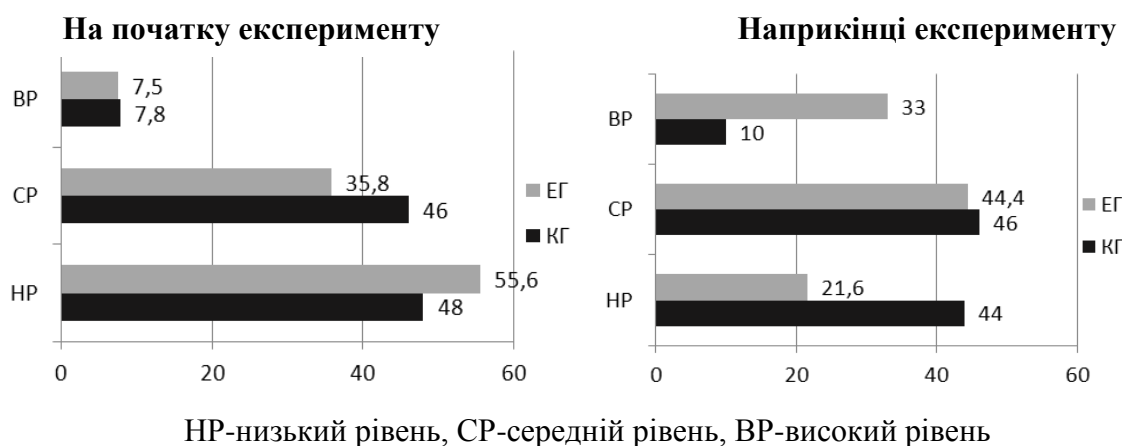 На початку експерименту
Наприкінці експерименту
ВР
7,5
7,8
СР
35,8
46
НР
55,6
48
ЕГ
КГ
0 20 40 60
ВР
33
10
СР
44,4
46
НР
21,6
44
ЕГ
КГ
0 20 40 60
НР-низький рівень, СР-середній рівень, ВР-високий рівень